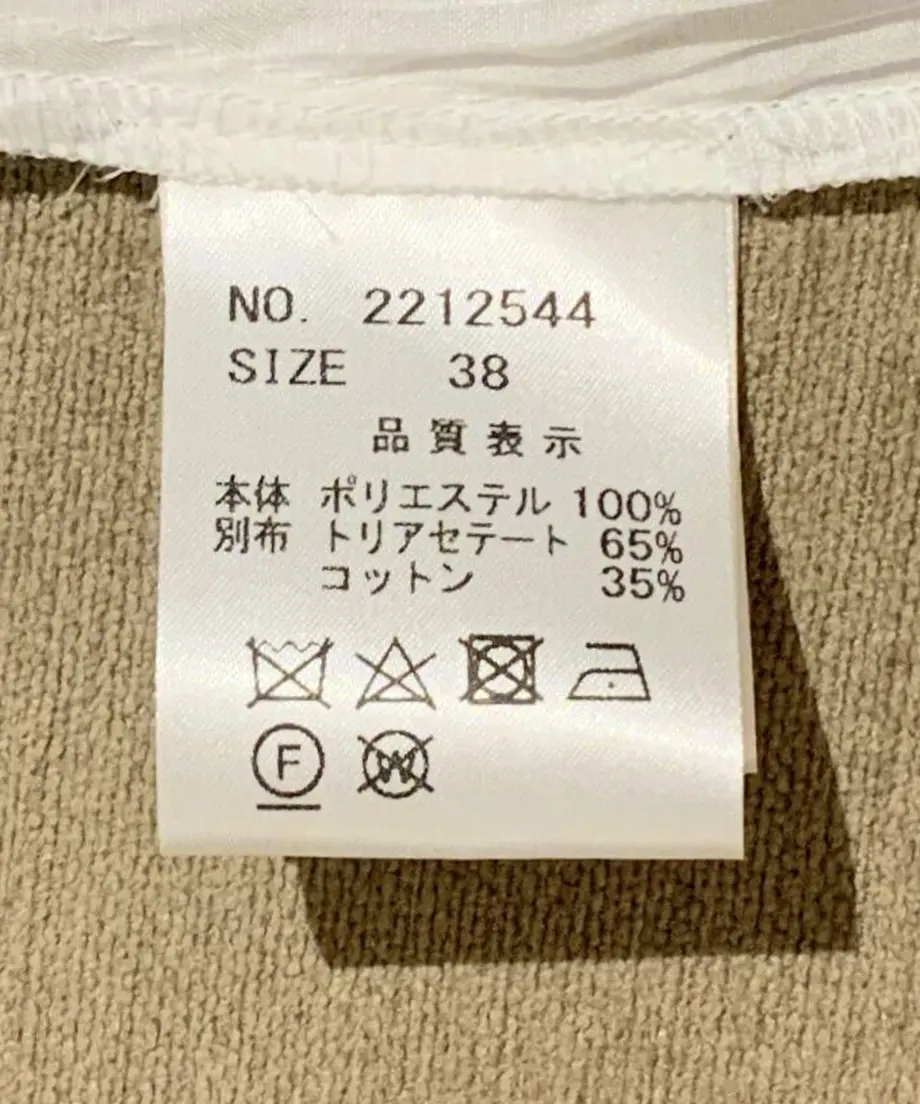 NO. 2212544
SIZE 38
品質表示
本体 ポリエステル 100%
別布 トリアセテート 65%
コットン 35%
F W